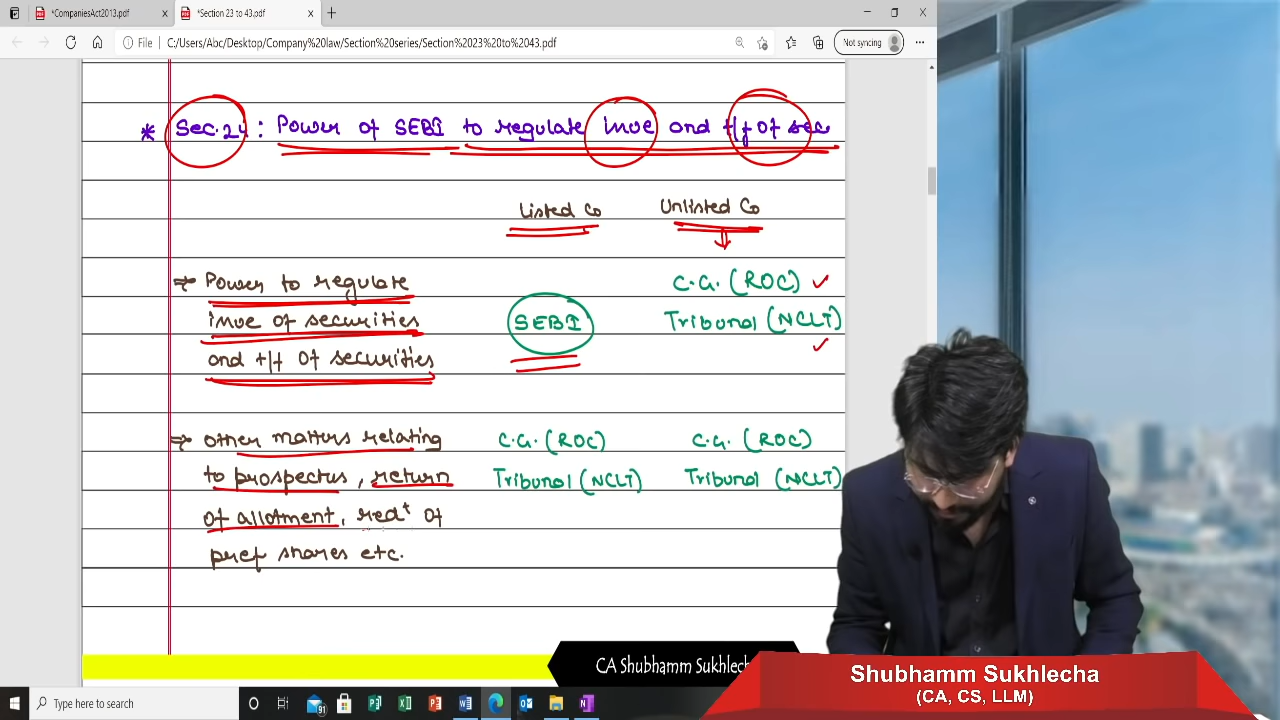 *CompaniesAct2013.pdf
*Section 23 to 43.pdf
File
C:/Users/Abc/Desktop/Company%20law/Section%20series/Section%2023%20to%2043.pdf
Not syncing
* Sec.24 : Power of SEBI to regulate issue and t/f of sec
Listed Co Unlisted Co
⇒ Power to regulate
issue of securities
and t/f of securities
SEBI
C.G. (ROC)
Tribunal (NCLT)
⇒ Other matters relating
to prospectus, return
of allotment, redt of
pref shares etc.
C.G. (ROC)
Tribunal (NCLT)
C.G. (ROC)
Tribunal (NCLT)
CA Shubhamm Sukhlech
Shubhamm Sukhlecha
(CA, CS, LLM)
Type here to search
91